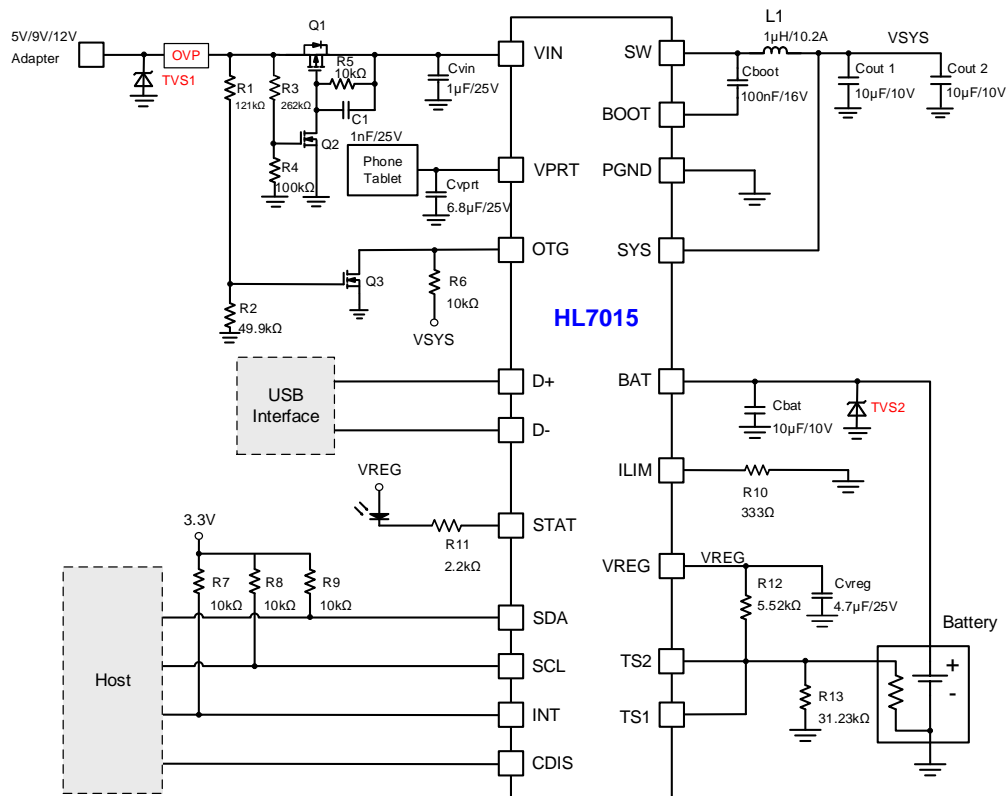 5V/9V/12V
Adapter
TVS1
OVP
R1
121kΩ
R3
262kΩ
R4
100kΩ
Q1
R5
10kΩ
C1
1nF/25V
Q2
Cvin
1µF/25V
VIN
SW
L1
1µH/10.2A
VSYS
Cboot
100nF/16V
Cout 1
10µF/10V
Cout 2
10µF/10V
BOOT
Phone
Tablet
Cvprt
6.8µF/25V
VPRT
PGND
OTG
SYS
Q3
R6
10kΩ
VSYS
R2
49.9kΩ
HL7015
USB
Interface
D+
D-
BAT
Cbat
10µF/10V
TVS2
ILIM
R10
333Ω
VREG
STAT
R11
2.2kΩ
VREG
VREG
R12
5.52kΩ
Cvreg
4.7µF/25V
3.3V
R7
10kΩ
R8
10kΩ
R9
10kΩ
Host
SDA
SCL
INT
CDIS
TS2
TS1
R13
31.23kΩ
Battery
+
-